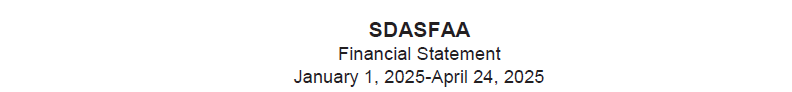 SDASFAA
Financial Statement
January 1, 2025-April 24, 2025